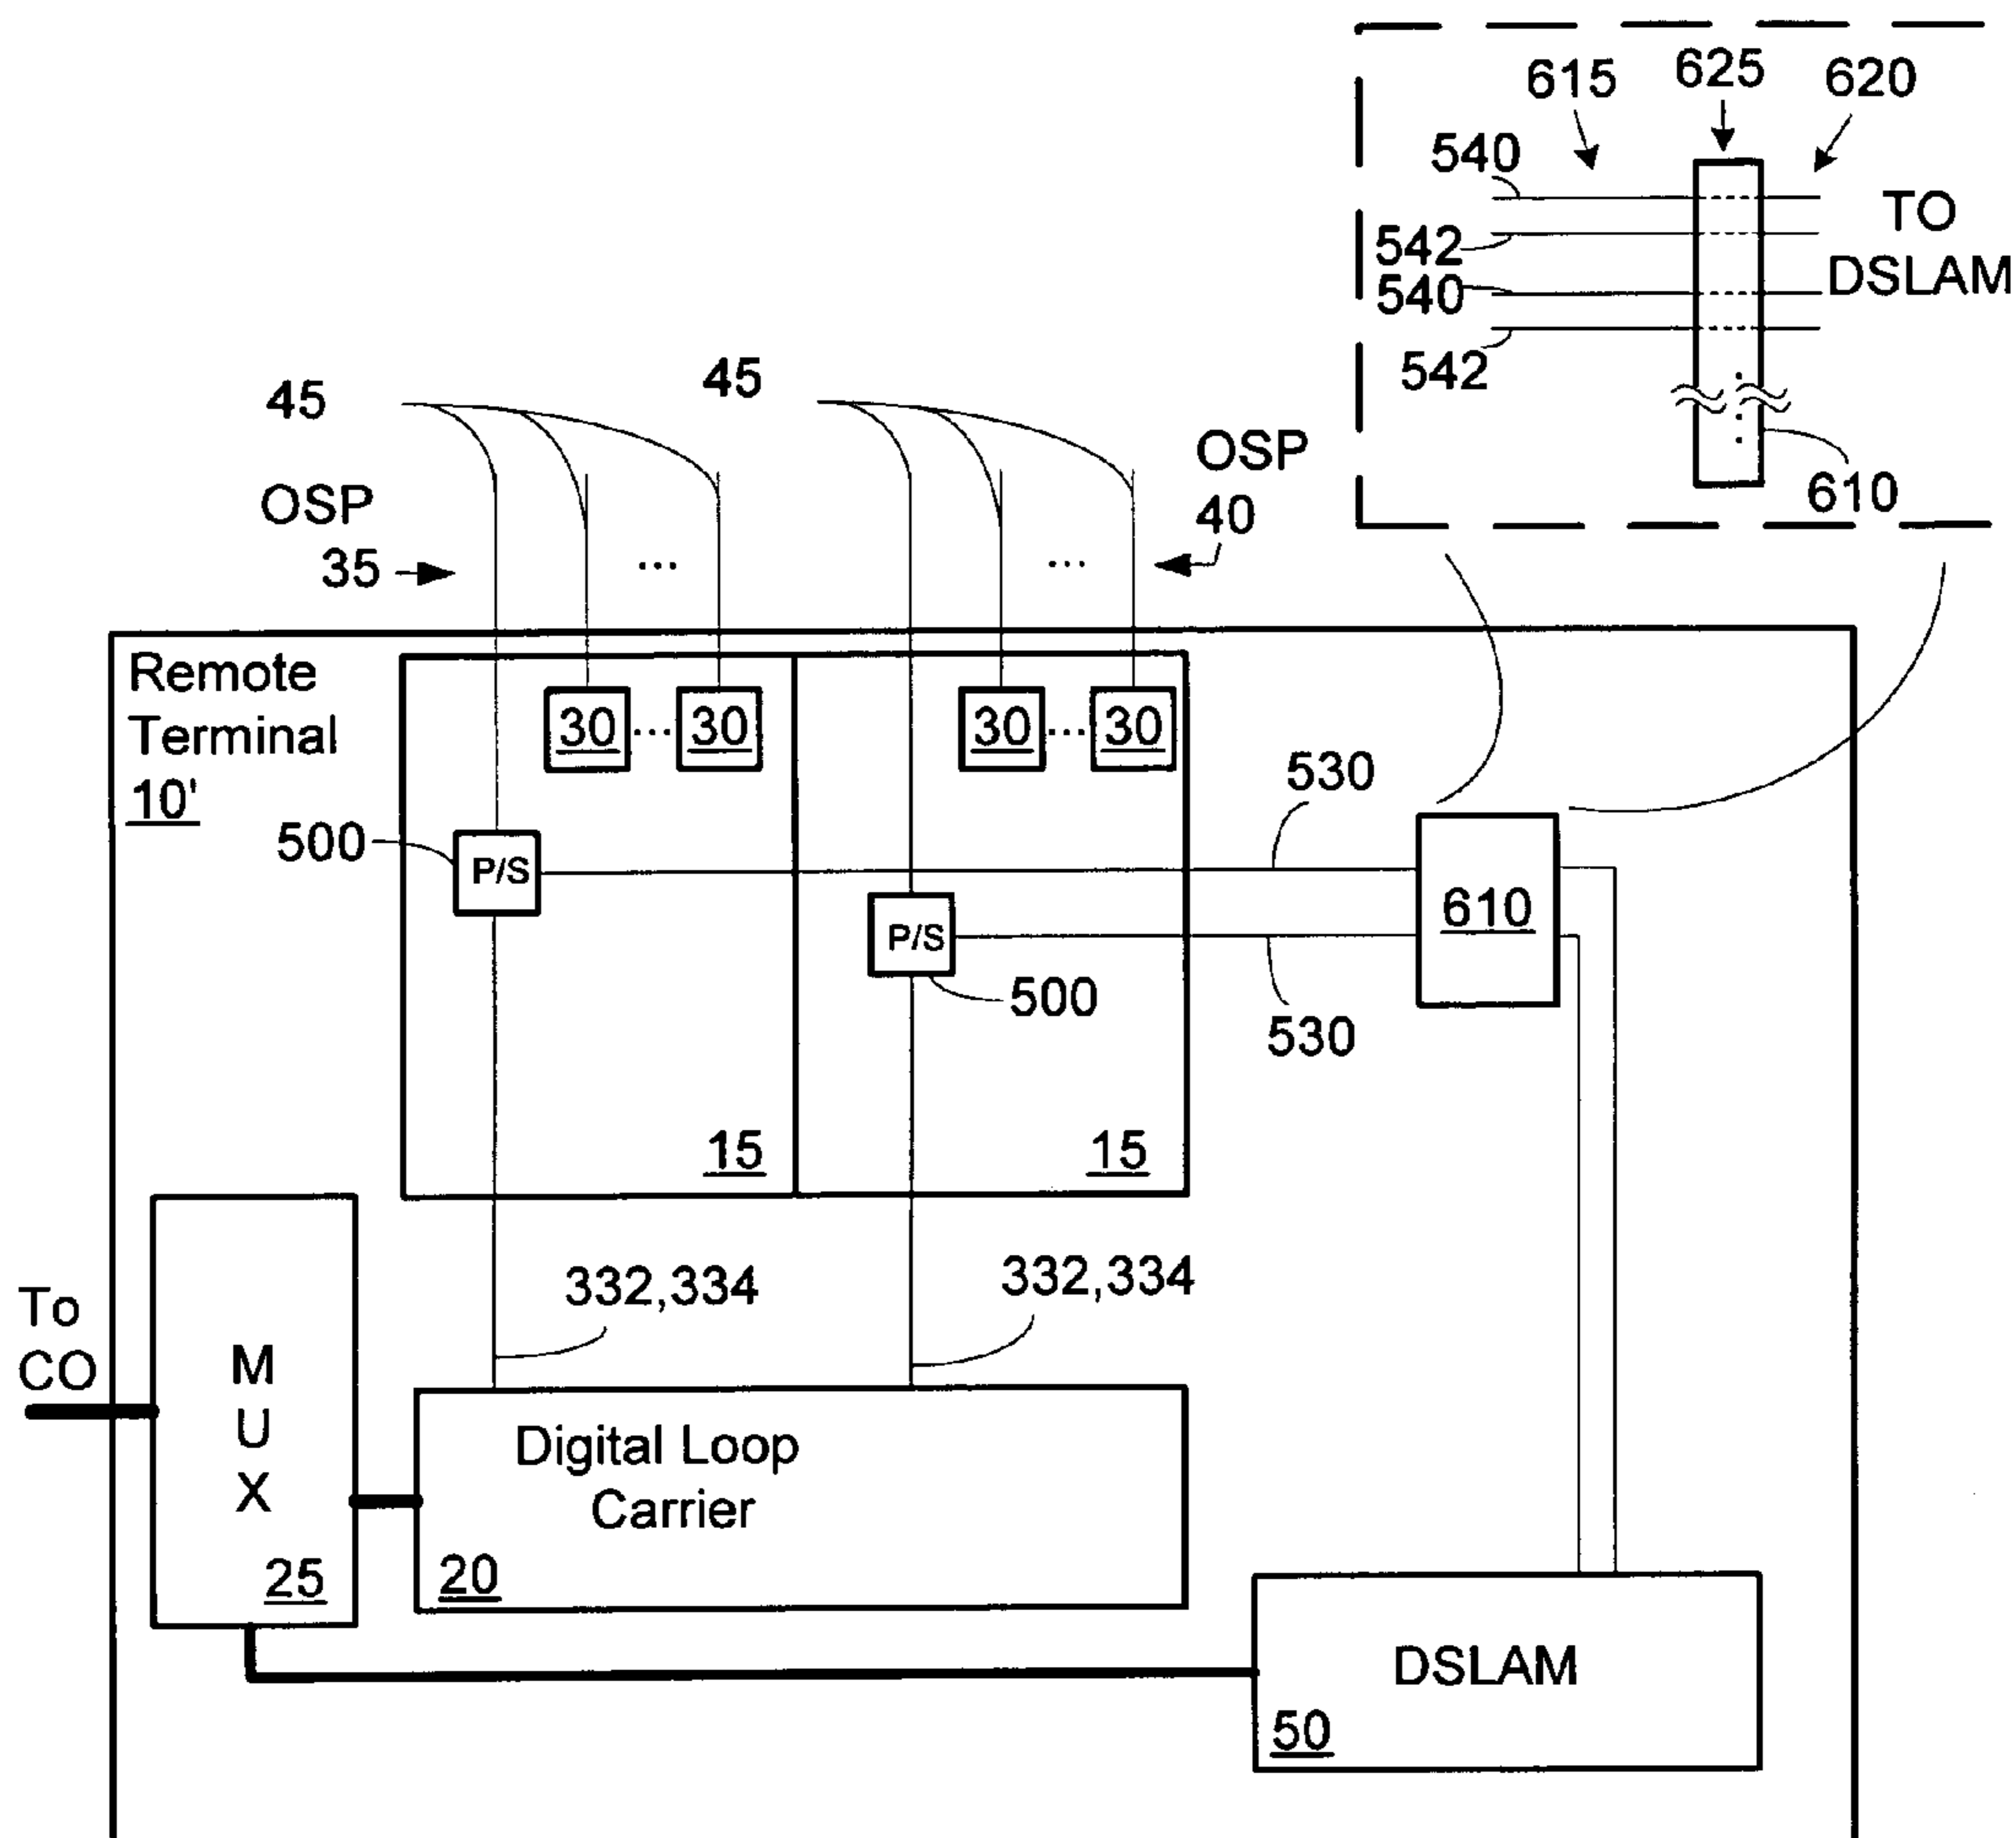 615
625
620
540
542
540
542
TO
DSLAM
610
45
45
OSP
35
OSP
40
...
...
Remote
Terminal
10'
30
...
30
30
...
30
500
P/S
530
P/S
500
530
610
15
15
332,334
332,334
To
CO
M
U
X
25
Digital Loop
Carrier
20
DSLAM
50